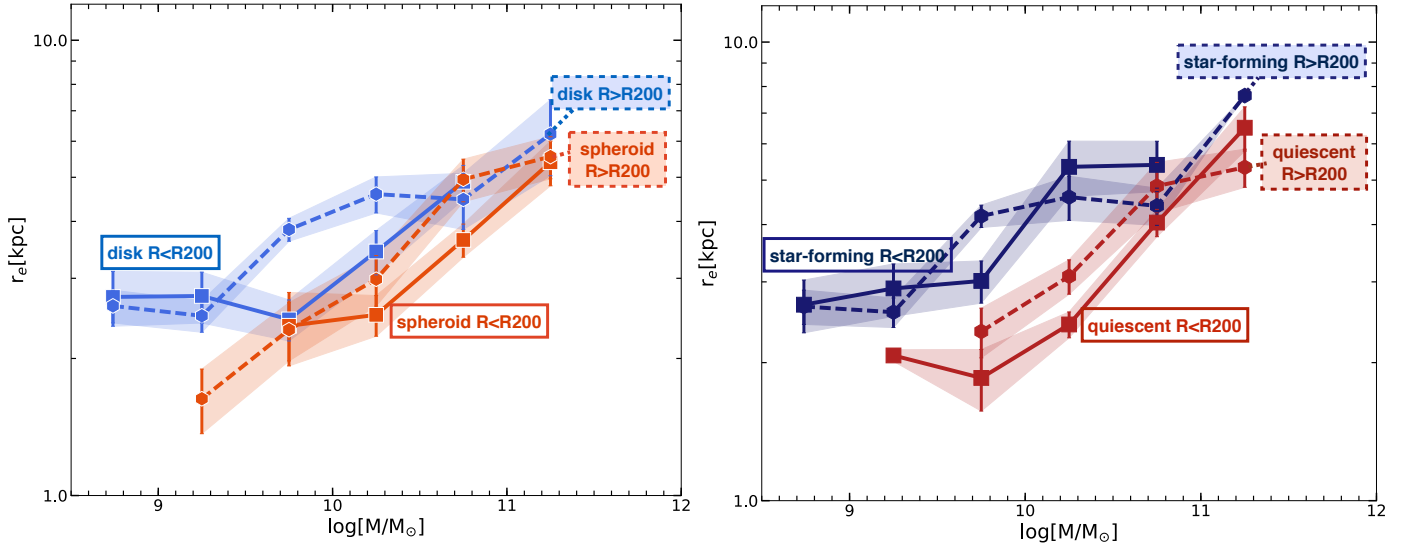 10.0
disk R>R200
spheroid
R>R200
disk R<R200
spheroid R<R200
r_e[kpc]
1.0
9
10
11
12
log[M/M_⊙]
10.0
star-forming R>R200
quiescent
R>R200
star-forming R<R200
quiescent R<R200
r_e[kpc]
1.0
9
10
11
12
log[M/M_⊙]